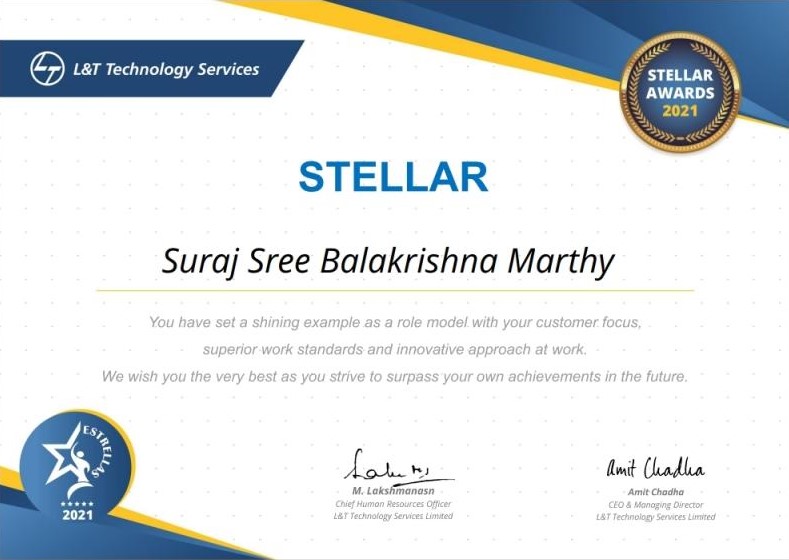 L&T Technology Services
STELLAR
AWARDS
2021
STELLAR
Suraj Sree Balakrishna Marthy
You have set a shining example as a role model with your customer focus,
superior work standards and innovative approach at work.
We wish you the very best as you strive to surpass your own achievements in the future.
ESTRELLAS
2021
M. Lakshmanasn
Chief Human Resources Officer
L&T Technology Services Limited
Amit Chadha
Amit Chadha
CEO & Managing Director
L&T Technology Services Limited